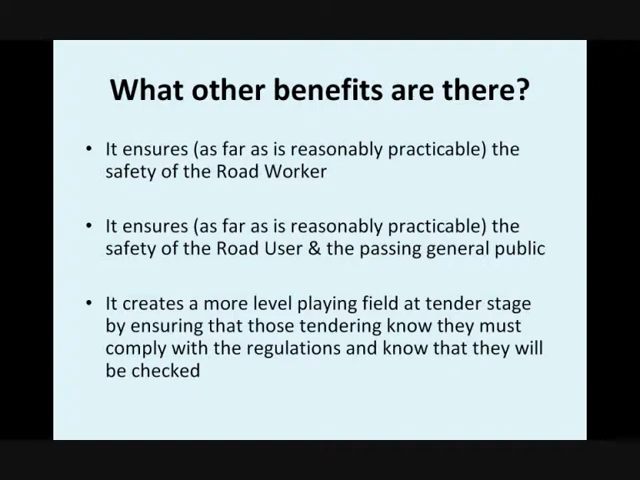 What other benefits are there?
• It ensures (as far as is reasonably practicable) the
safety of the Road Worker
• It ensures (as far as is reasonably practicable) the
safety of the Road User & the passing general public
• It creates a more level playing field at tender stage
by ensuring that those tendering know they must
comply with the regulations and know that they will
be checked